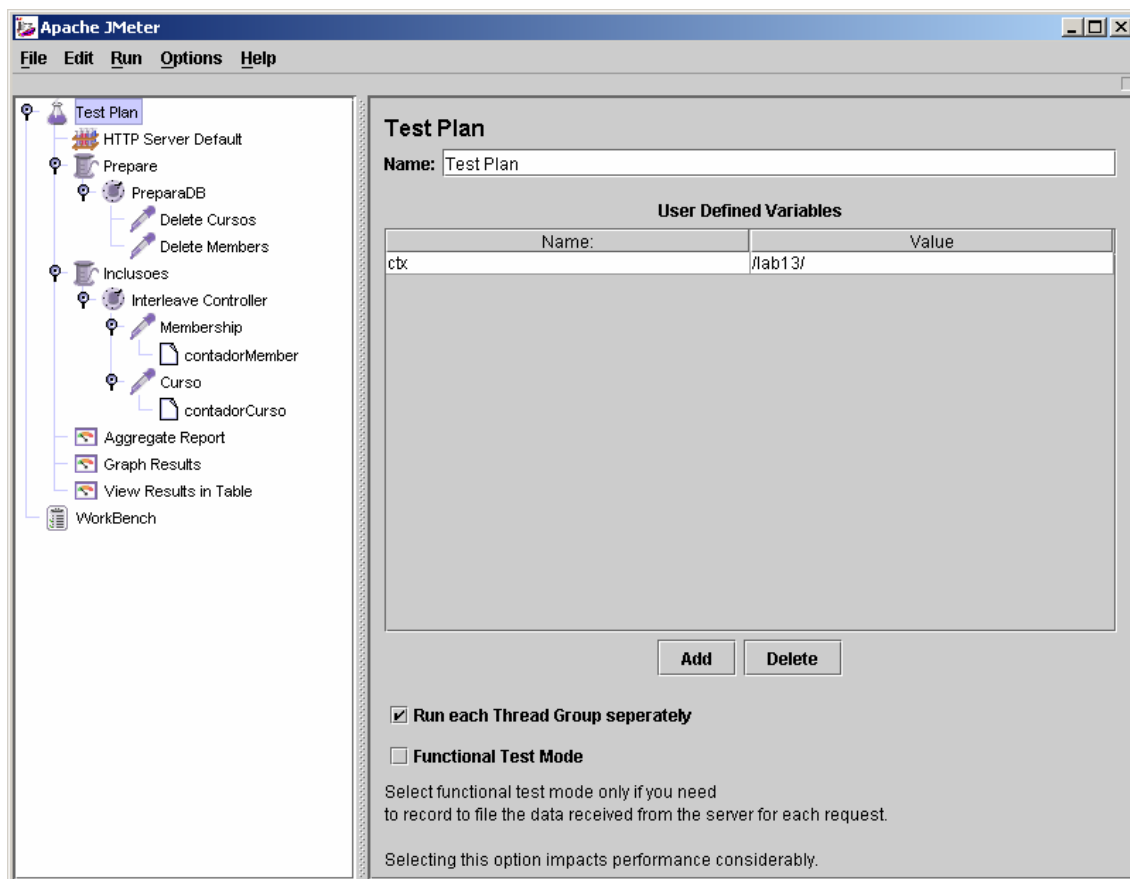 Apache JMeter
File Edit Run Options Help
Test Plan
HTTP Server Default
Prepare
PreparaDB
Delete Cursos
Delete Members
Inclusoes
Interleave Controller
Membership
contadorMember
Curso
contadorCurso
Aggregate Report
Graph Results
View Results in Table
WorkBench
Test Plan
Name: Test Plan
User Defined Variables
Name: Value
ctx /lab13/
Add Delete
Run each Thread Group seperately
Functional Test Mode
Select functional test mode only if you need
to record to file the data received from the server for each request.
Selecting this option impacts performance considerably.